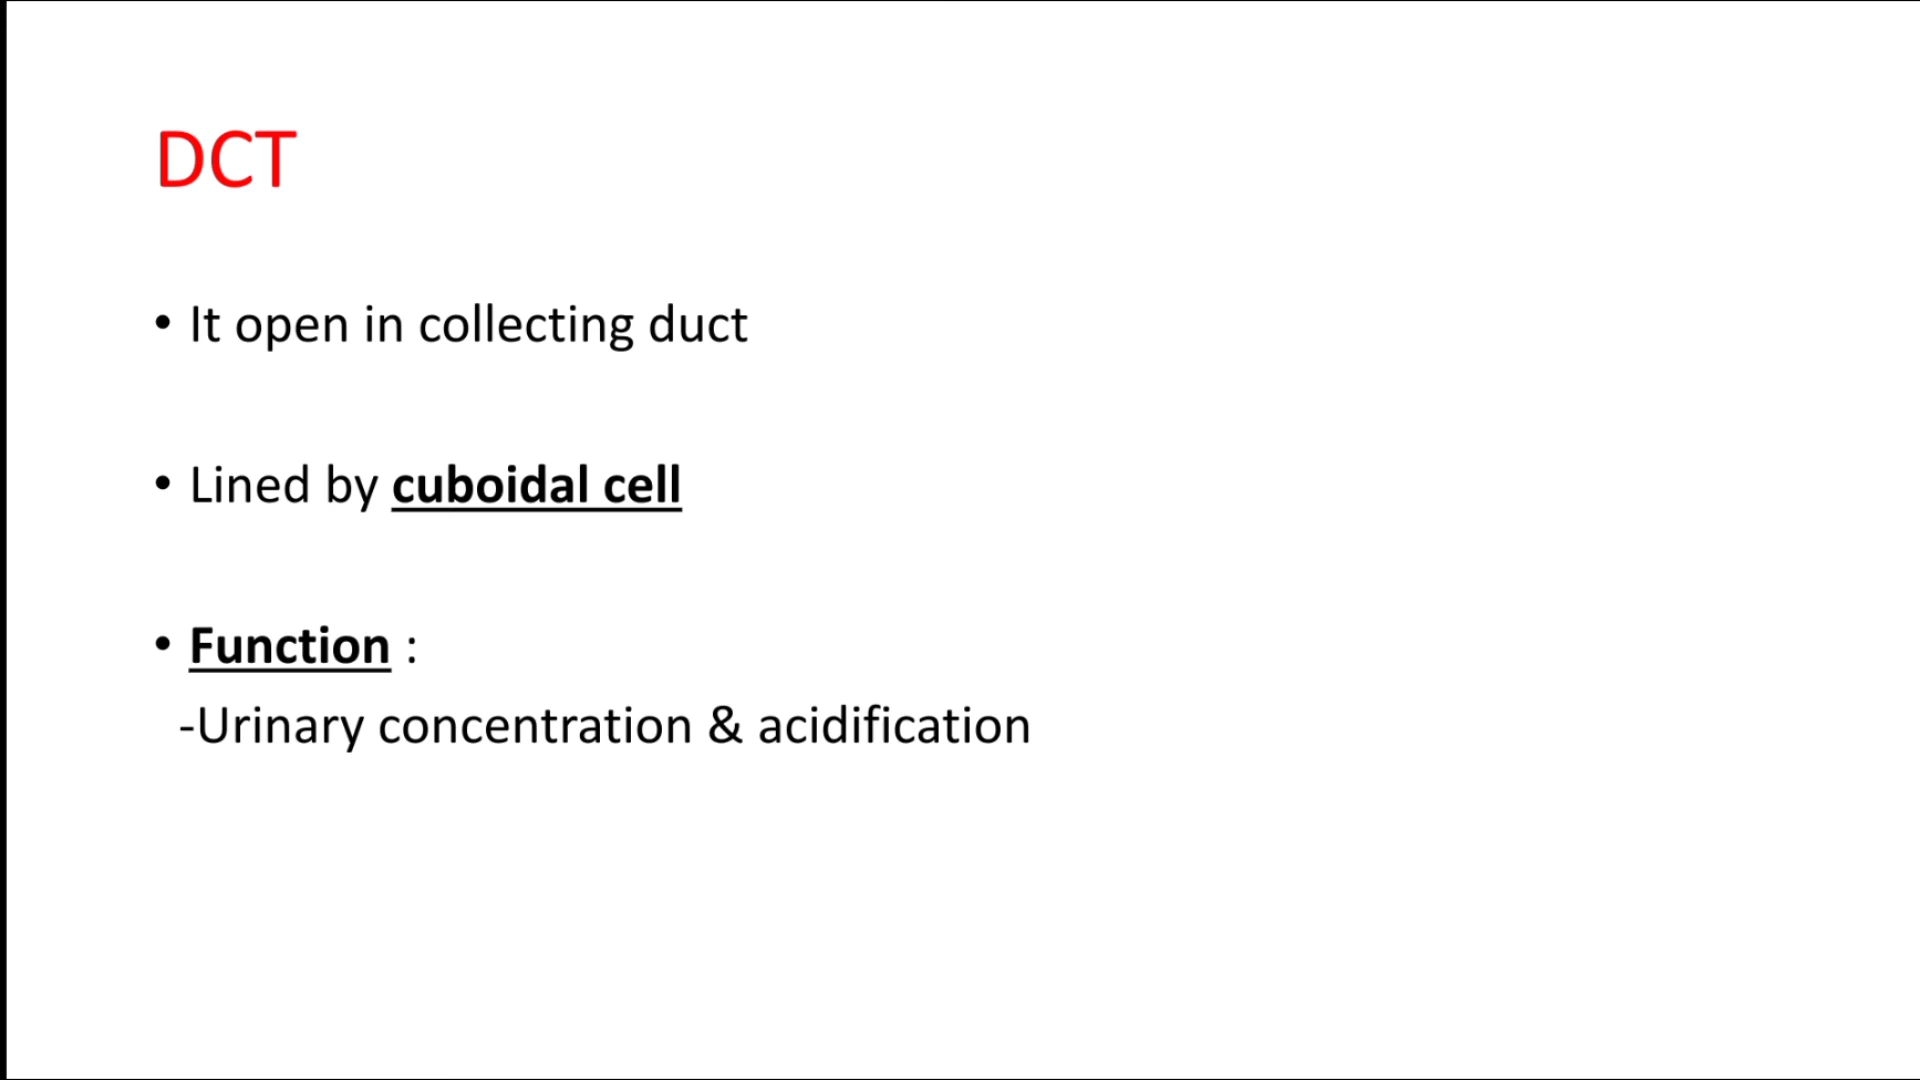 DCT
• It open in collecting duct
• Lined by cuboidal cell
• Function :
-Urinary concentration & acidification